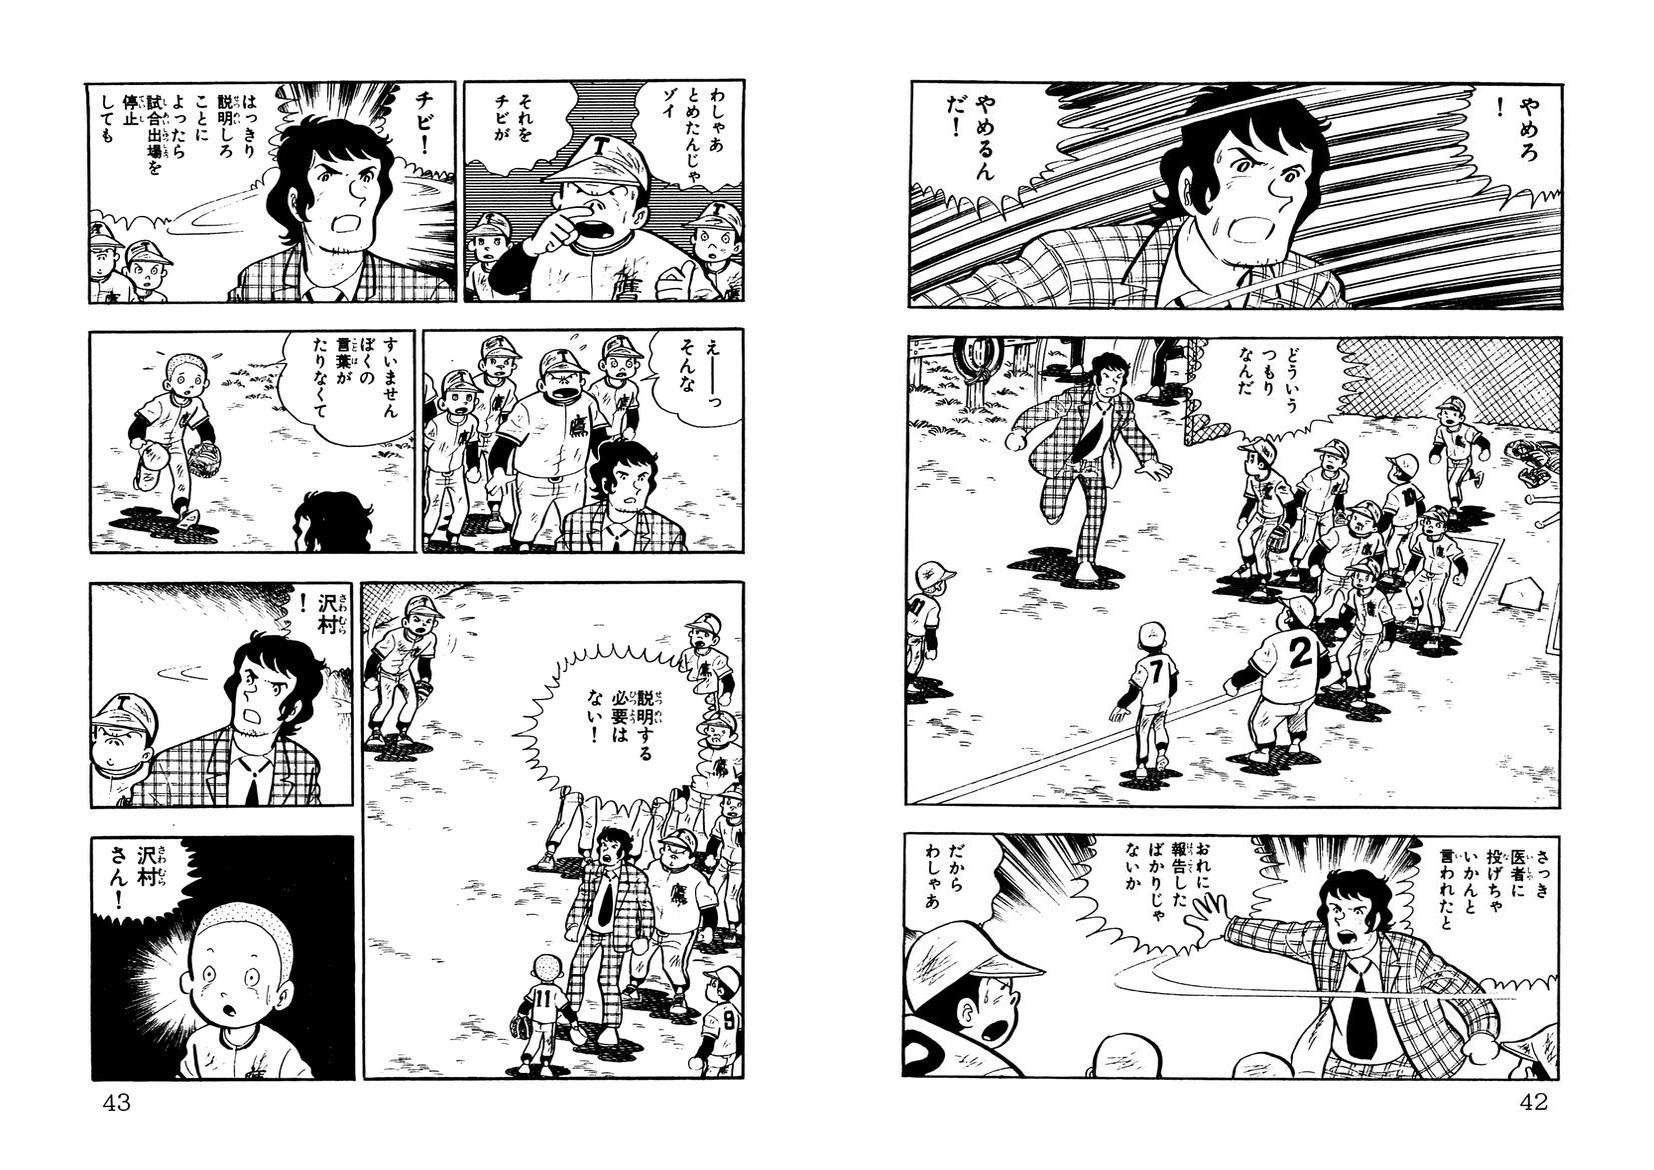 やめろ
!
やめるん
だ!
どういう
つもり
なんだ
さっき
医者に
投げちゃ
いかんと
言われたと
おれに
報告した
ばかりじゃ
ないか
だから
わしゃあ
42
わしゃあ
とめたんじゃ
ゾイ
それを
チビが
チビ!
はっきり
説明しろ
ことに
よったら
試合出場を
停止
しても
えーーっ
そんな
すいません
ぼくの
言葉が
たりなくて
説明する
必要は
ない!
沢村
!
沢村
さん!
43